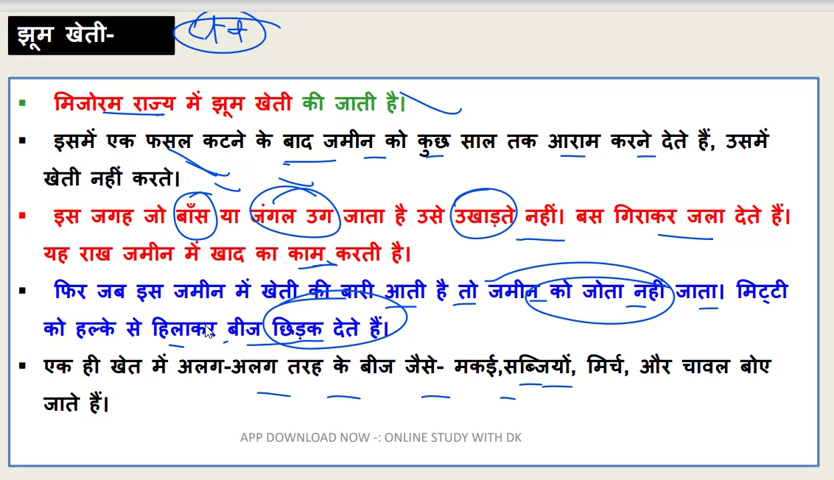 झूम खेती-
मिजोरम राज्य में झूम खेती की जाती है।
इसमें एक फसल कटने के बाद जमीन को कुछ साल तक आराम करने देते हैं, उसमें
खेती नहीं करते।
इस जगह जो बाँस या जंगल उग जाता है उसे उखाड़ते नहीं। बस गिराकर जला देते हैं।
यह राख जमीन में खाद का काम करती है।
फिर जब इस जमीन में खेती की बारी आती है तो जमीन को जोता नही जाता। मिट्टी
को हल्के से हिलाकर बीज छिड़क देते हैं।
एक ही खेत में अलग-अलग तरह के बीज जैसे- मकई,सब्जियों, मिर्च, और चावल बोए
जाते हैं।
APP DOWNLOAD NOW -: ONLINE STUDY WITH DK